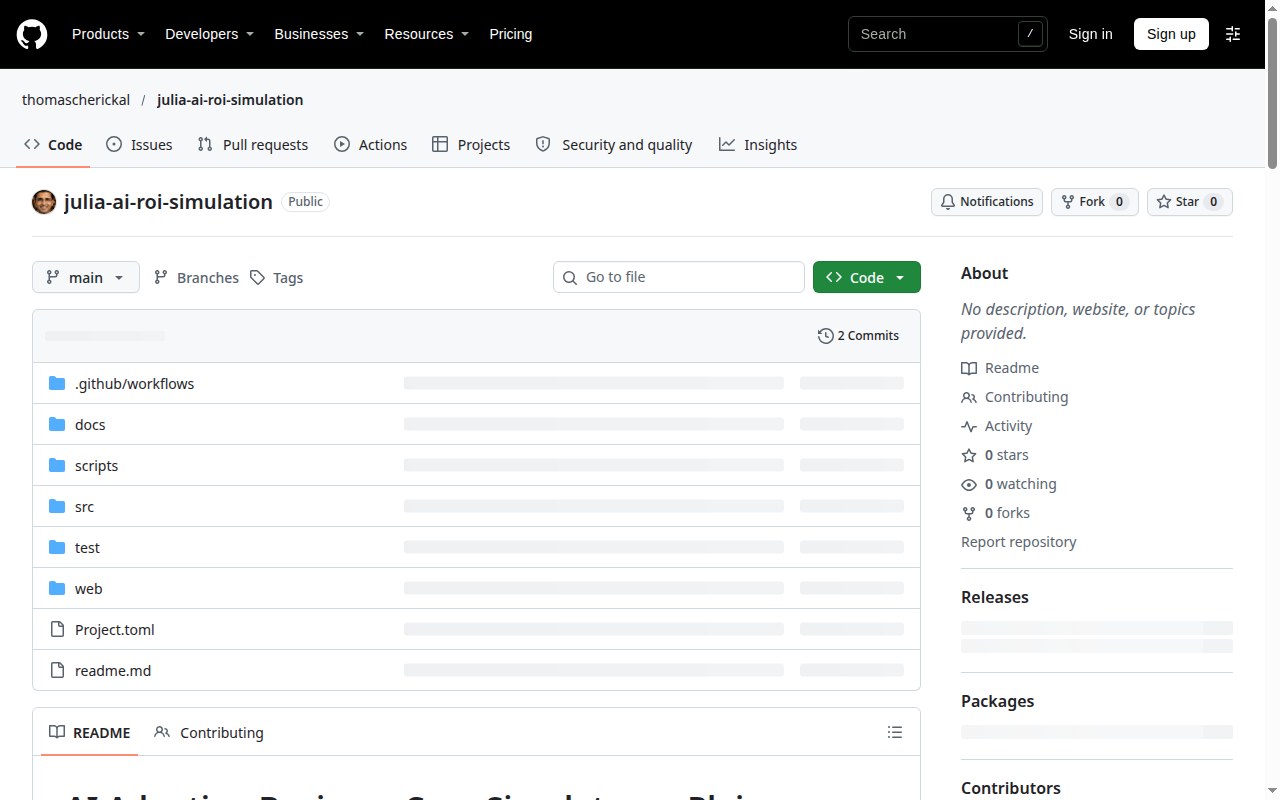 Products Developers Businesses Resources Pricing Search / Sign in Sign up
thomascherickal / julia-ai-roi-simulation
Code Issues Pull requests Actions Projects Security and quality Insights
julia-ai-roi-simulation Public Notifications Fork 0 Star 0
main Branches Tags Go to file Code
2 Commits
.github/workflows
docs
scripts
src
test
web
Project.toml
readme.md
README Contributing
About
No description, website, or topics
provided.
Readme
Contributing
Activity
0 stars
0 watching
0 forks
Report repository
Releases
Packages
Contributors